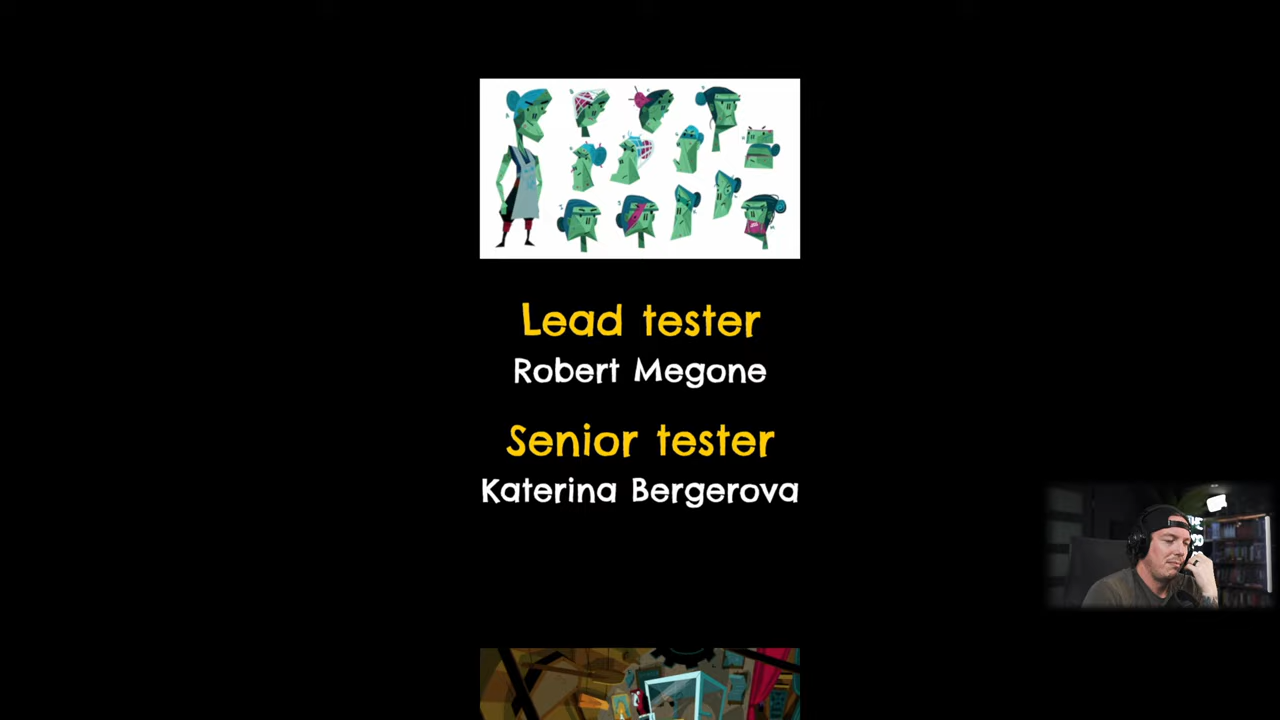 Lead tester
Robert Megone
Senior tester
Katerina Bergerova